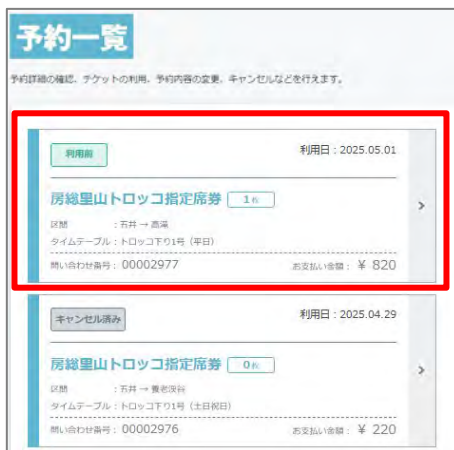 予約一覧
予約詳細の確認、チケットの利用、予約内容の変更、キャンセルなどを行えます。
利用前
利用日：2025.05.01
房総里山トロッコ指定席券 1枚
区間 ：五井 → 高滝
タイムテーブル：トロッコ下り1号（平日）
問い合わせ番号：00002977
お支払い金額：￥ 820
キャンセル済み
利用日：2025.04.29
房総里山トロッコ指定席券 0枚
区間 ：五井 → 養老渓谷
タイムテーブル：トロッコ下り1号（土日祝日）
問い合わせ番号：00002976
お支払い金額：￥ 220